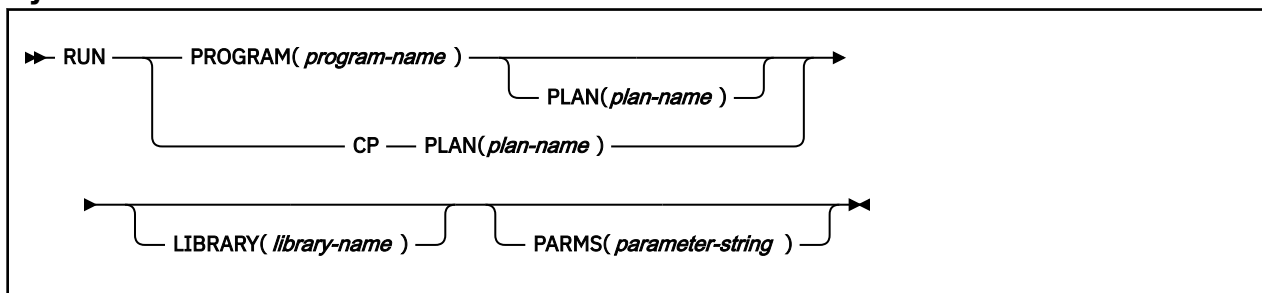 RUN PROGRAM( program-name )
PLAN( plan-name )
CP PLAN( plan-name )
LIBRARY( library-name ) PARMS( parameter-string )